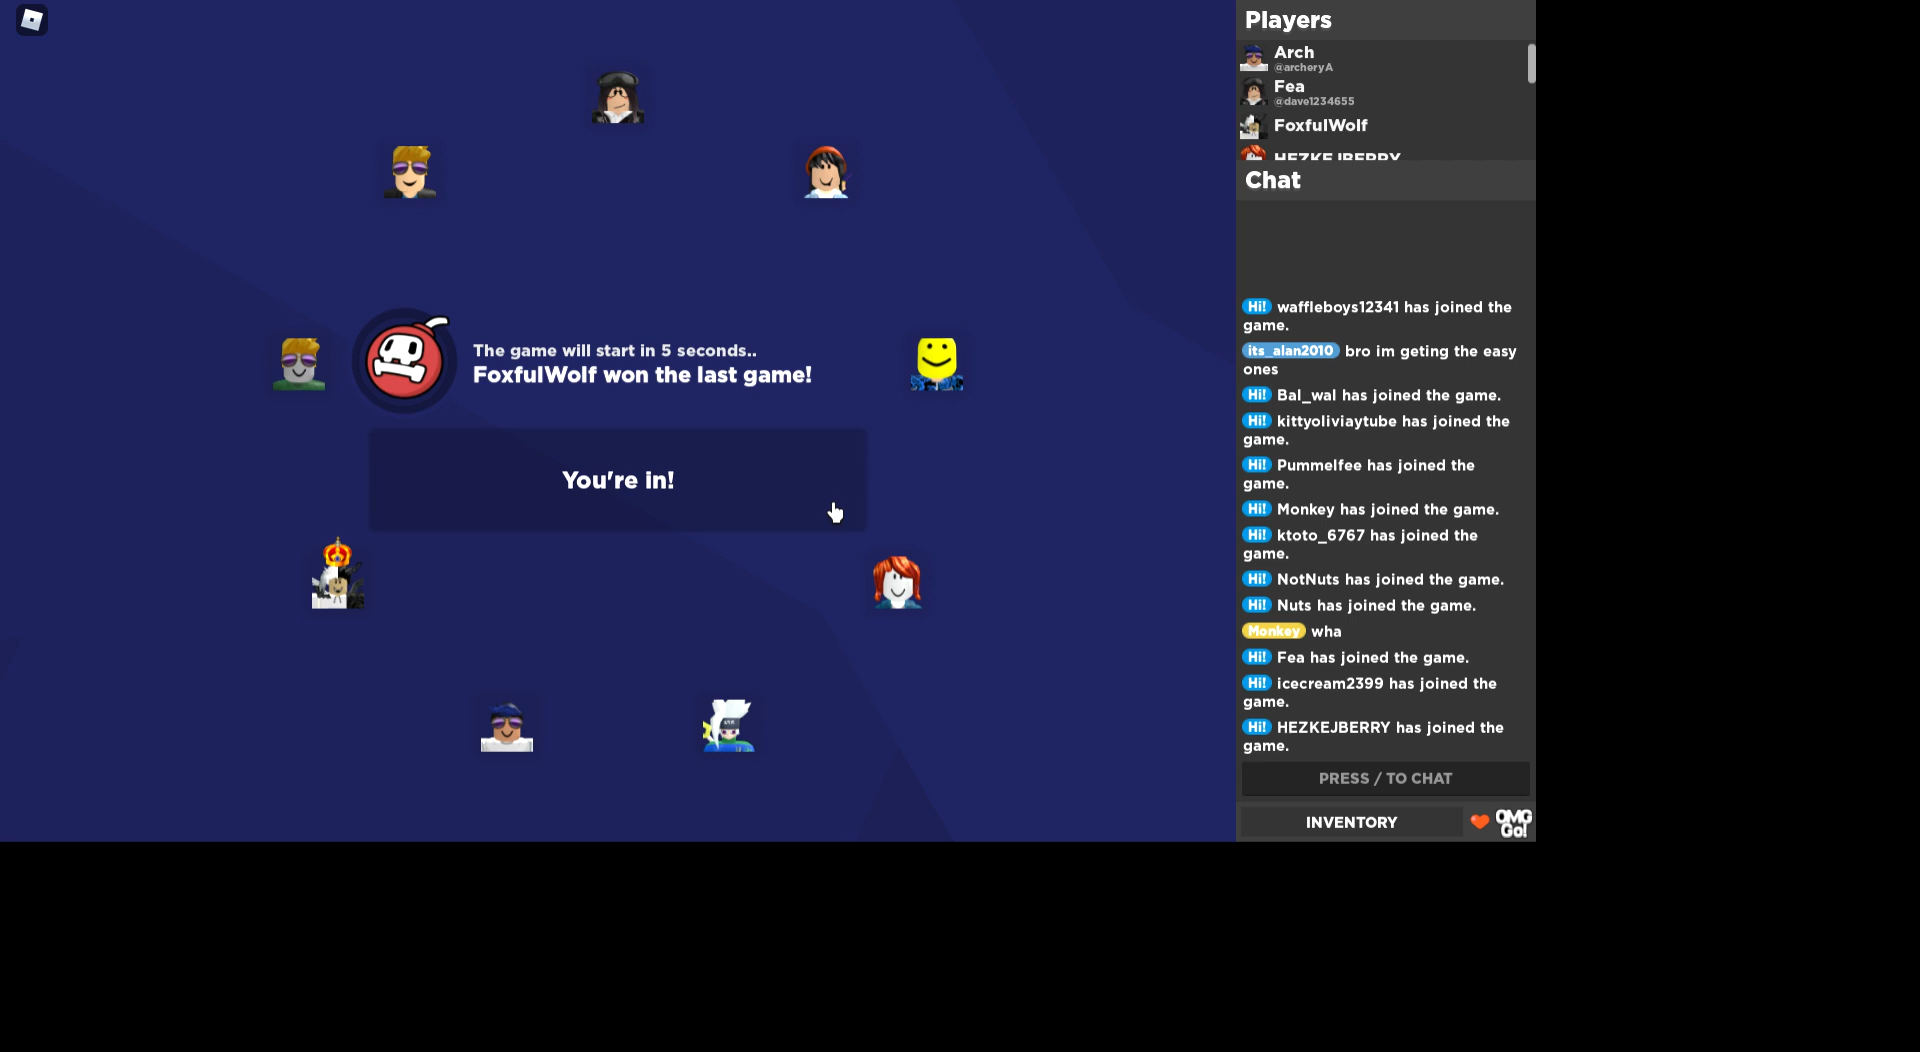 Players
Arch
@archeryA
Fea
@dave1234655
FoxfulWolf
HEZKEJBERRY
Chat
Hi! waffleboys12341 has joined the
game.
its_alan2010 bro im geting the easy
ones
Hi! Bal_wal has joined the game.
Hi! kittyoliviaytube has joined the
game.
Hi! Pummelfee has joined the
game.
Hi! Monkey has joined the game.
Hi! ktoto_6767 has joined the
game.
Hi! NotNuts has joined the game.
Hi! Nuts has joined the game.
Monkey wha
Hi! Fea has joined the game.
Hi! icecream2399 has joined the
game.
Hi! HEZKEJBERRY has joined the
game.
PRESS / TO CHAT
INVENTORY
OMG
Go!
The game will start in 5 seconds..
FoxfulWolf won the last game!
You're in!